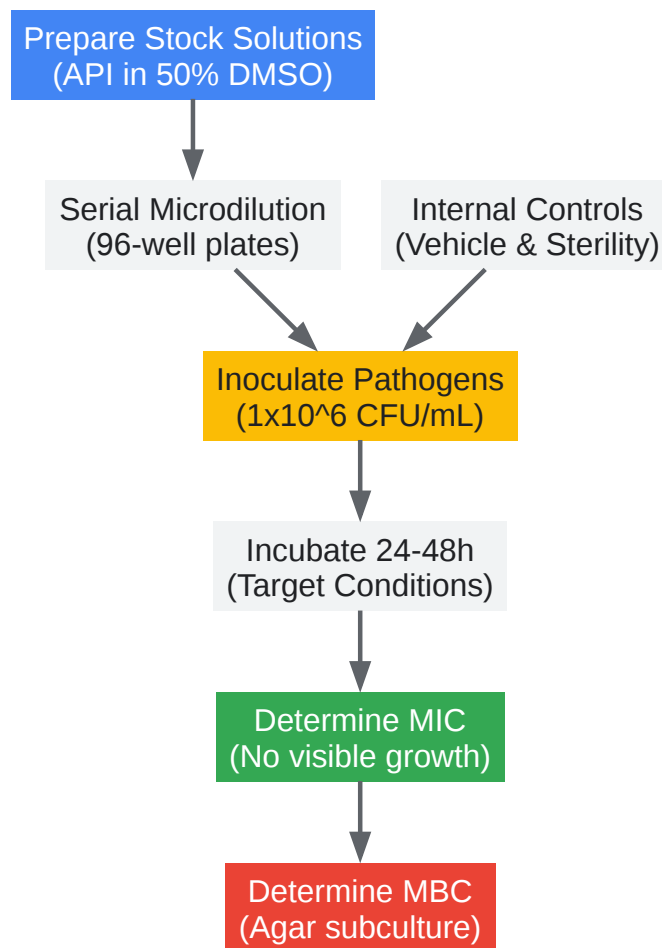 Prepare Stock Solutions
(API in 50% DMSO)
Serial Microdilution
(96-well plates)
Internal Controls
(Vehicle & Sterility)
Inoculate Pathogens
(1x10^6 CFU/mL)
Incubate 24-48h
(Target Conditions)
Determine MIC
(No visible growth)
Determine MBC
(Agar subculture)